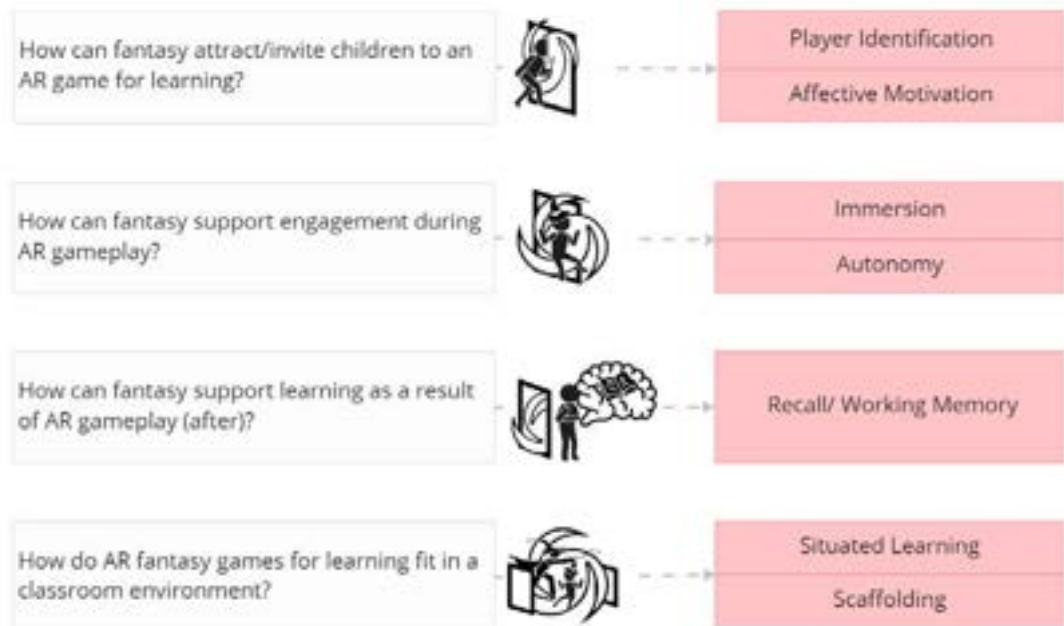 How can fantasy attract/invite children to an
AR game for learning?
Player Identification
Affective Motivation
How can fantasy support engagement during
AR gameplay?
Immersion
Autonomy
How can fantasy support learning as a result
of AR gameplay (after)?
Recall/ Working Memory
How do AR fantasy games for learning fit in a
classroom environment?
Situated Learning
Scaffolding